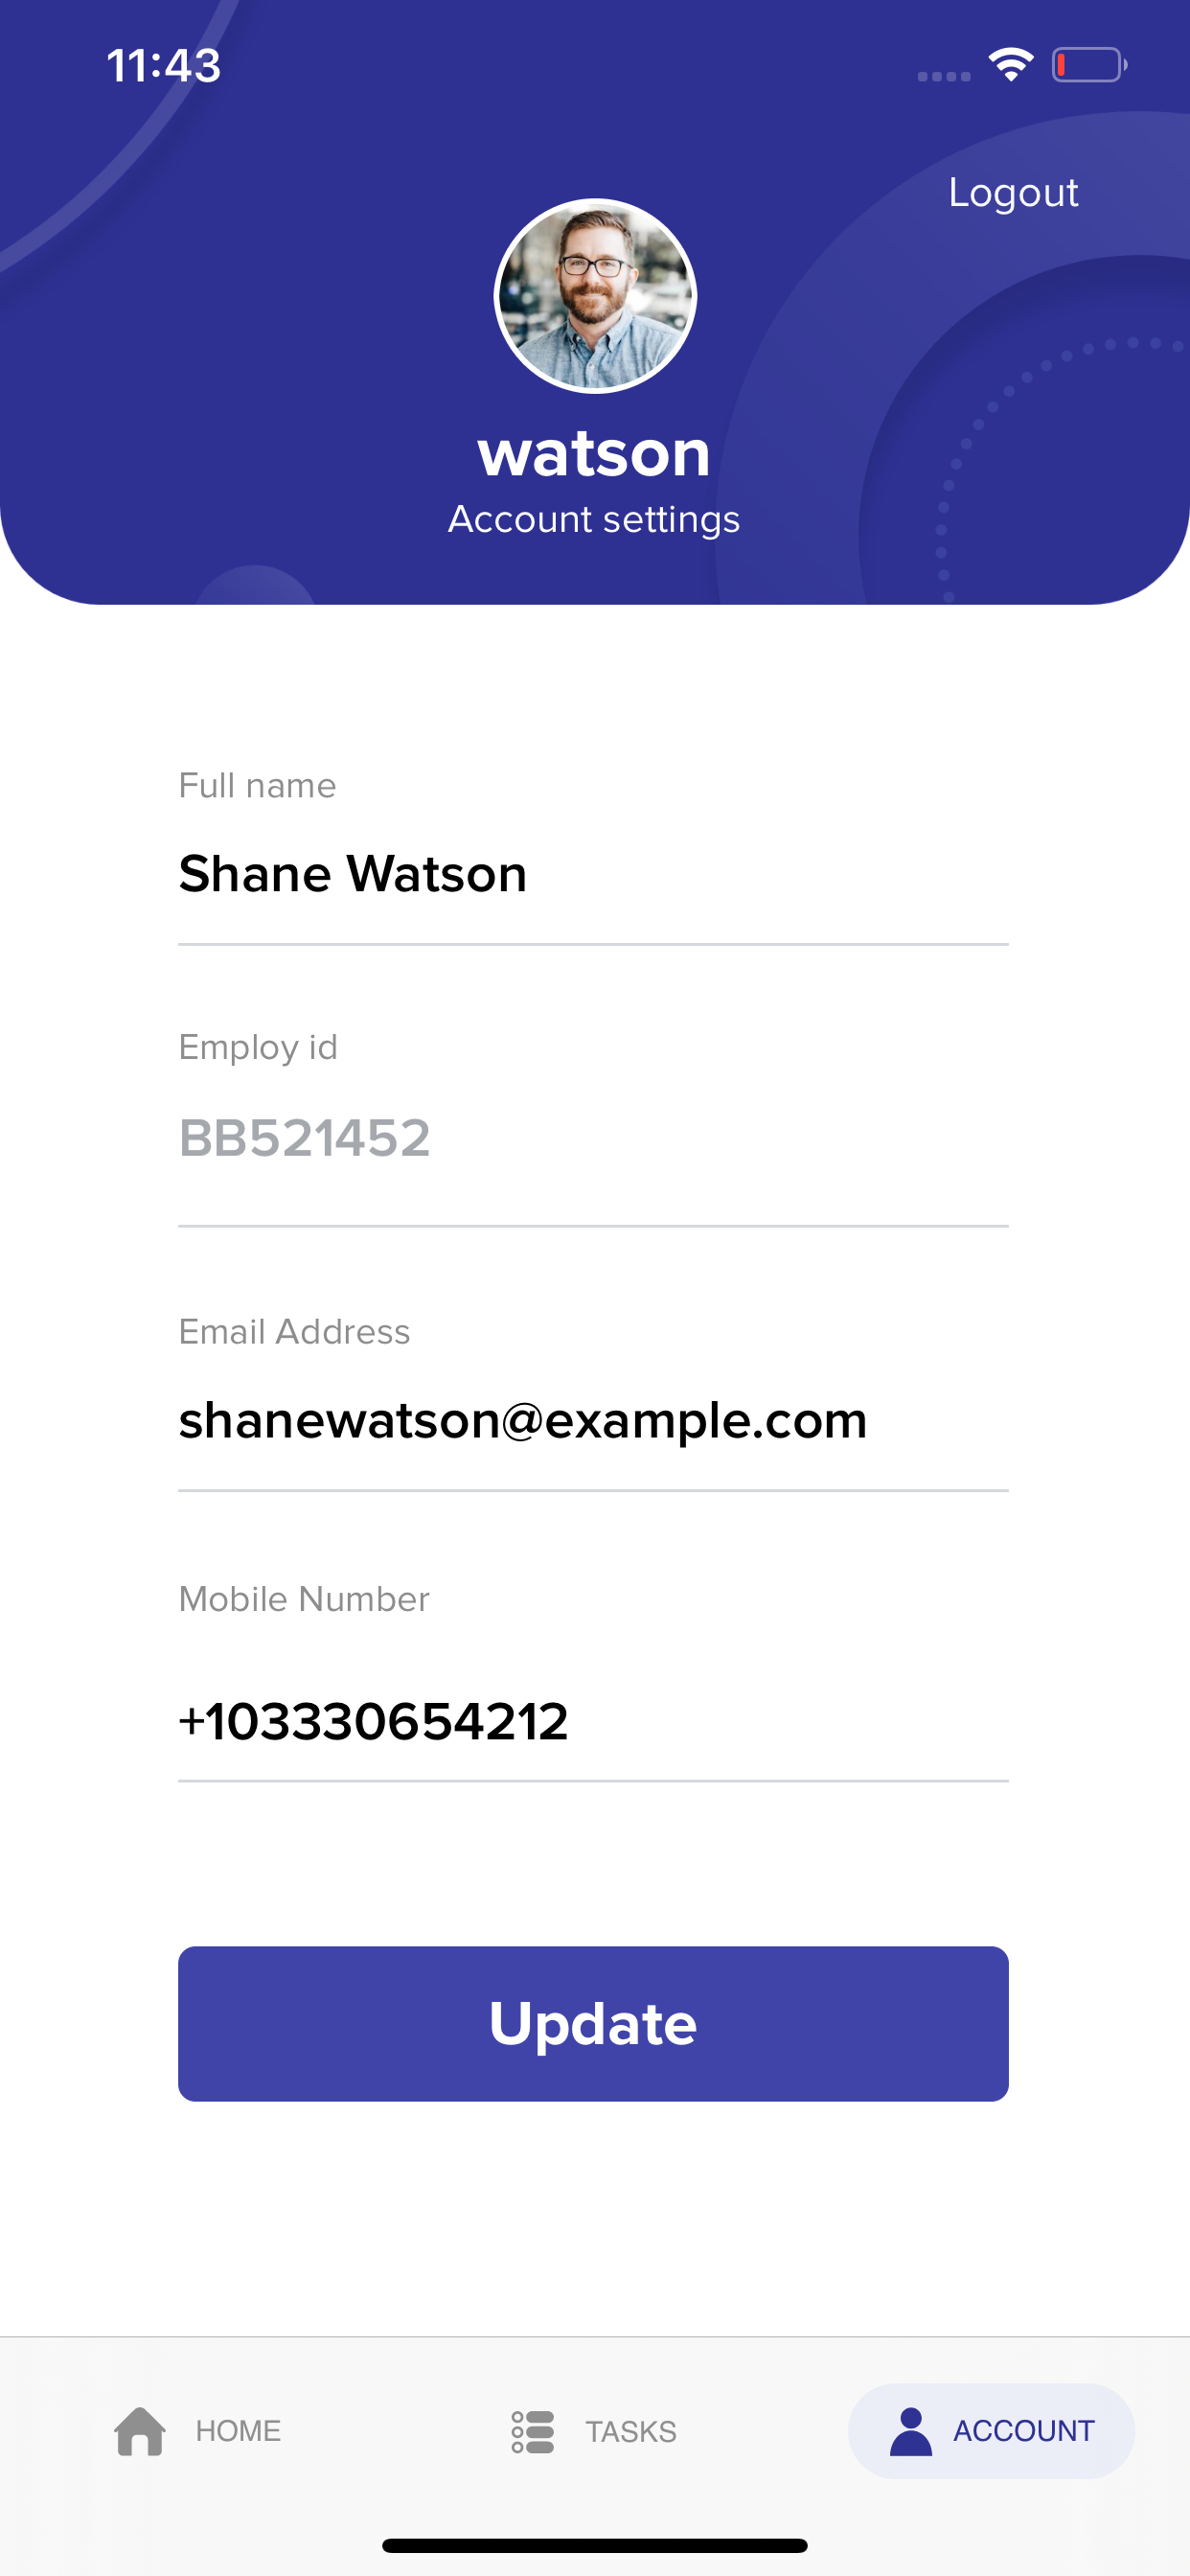 11:43
Logout
watson
Account settings
Full name
Shane Watson
Employ id
BB521452
Email Address
shanewatson@example.com
Mobile Number
+103330654212
Update
HOME
TASKS
ACCOUNT